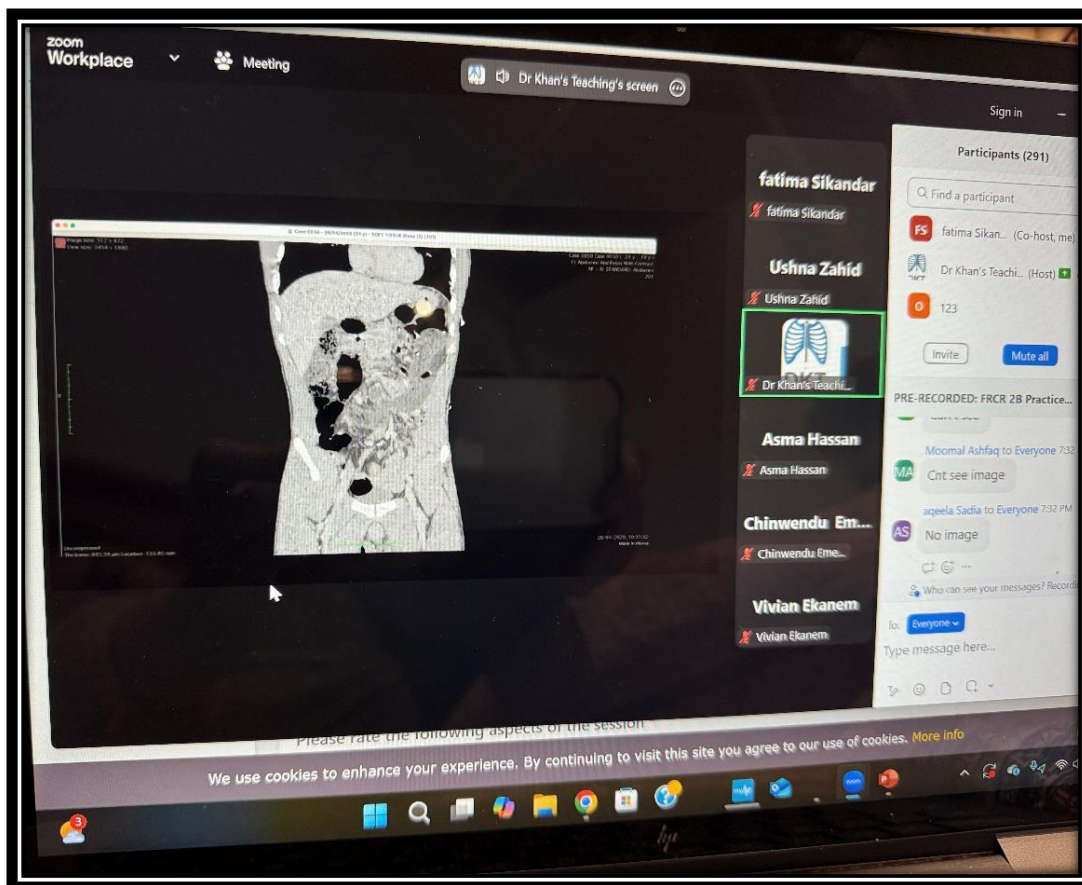 zoom
Workplace
Meeting
Dr Khan's Teaching's screen
Sign in
Participants (291)
Find a participant
FS
fatima Sikan... (Co-host, me)
Dr Khan's Teachi... (Host)
O
123
Invite
Mute all
PRE-RECORDED: FRCR 2B Practice...
Moomal Ashfaq to Everyone 7:32
MA
Cnt see image
aqeela Sadia to Everyone 7:32 PM
AS
No image
Who can see your messages? Recordi
To:
Everyone
Type message here...
fatima Sikandar
fatima Sikandar
Ushna Zahid
Ushna Zahid
Dr Khan's Teachi...
Asma Hassan
Asma Hassan
Chinwendu Em...
Chinwendu Eme...
Vivian Ekanem
Vivian Ekanem
Please rate the following aspects of the session
We use cookies to enhance your experience. By continuing to visit this site you agree to our use of cookies. More info
3
zoom
hp